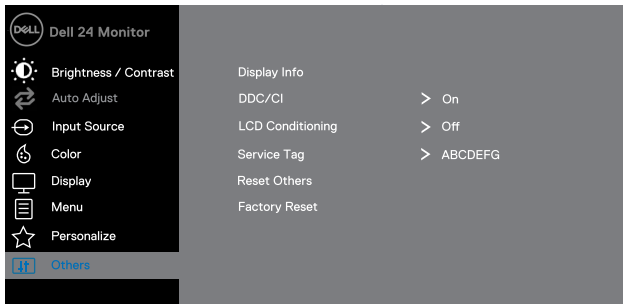 DELL Dell 24 Monitor
Brightness / Contrast Display Info
Auto Adjust DDC/CI > On
Input Source LCD Conditioning > Off
Color Service Tag > ABCDEFG
Display Reset Others
Menu Factory Reset
Personalize
Others